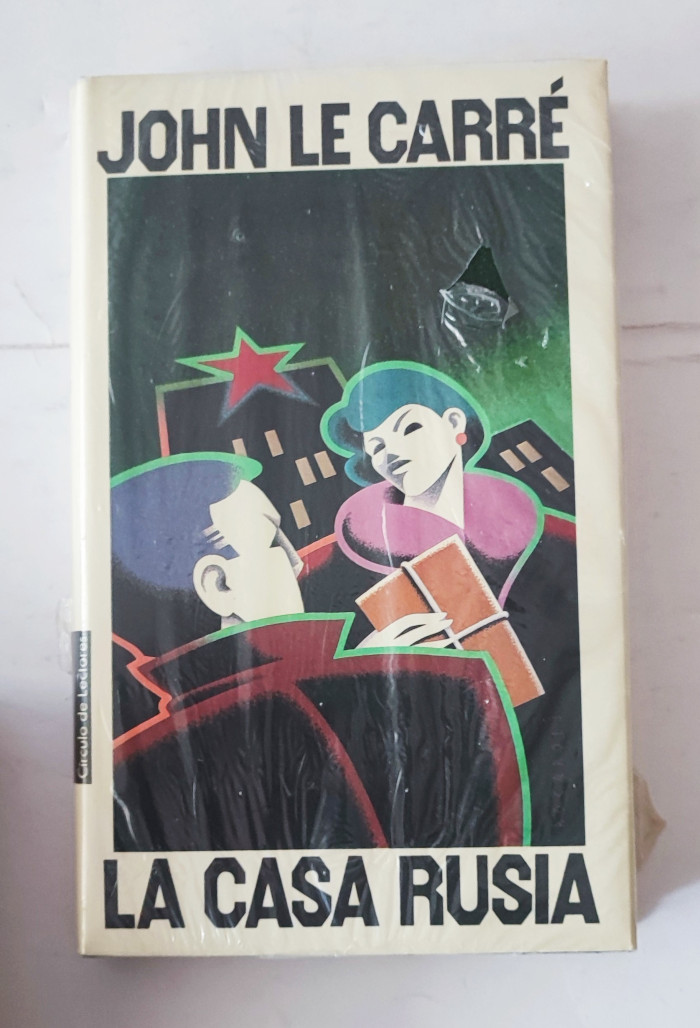 JOHN LE CARRÉ
Círculo de Lectores
LA CASA RUSIA